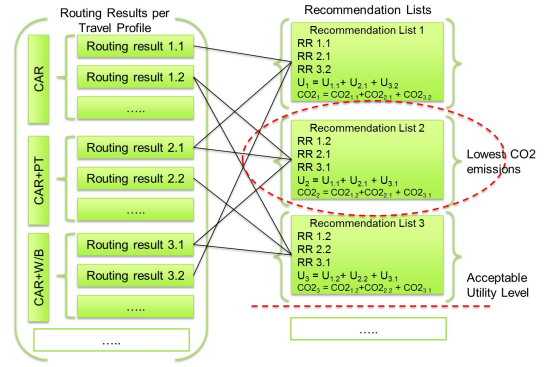 Routing Results per
Travel Profile
CAR
Routing result 1.1
Routing result 1.2
…..
CAR+PT
Routing result 2.1
Routing result 2.2
…..
CAR+W/B
Routing result 3.1
Routing result 3.2
…..
…..
Recommendation Lists
Recommendation List 1
RR 1.1
RR 2.1
RR 3.2
U1 = U1.1+ U2.1 + U3.2
CO21 = CO21.1+CO22.1 + CO23.2
Recommendation List 2
RR 1.2
RR 2.1
RR 3.1
U2 = U1.2+ U2.1 + U3.1
CO22 = CO21.2+CO22.1 + CO23.1
Lowest CO2
emissions
Recommendation List 3
RR 1.2
RR 2.2
RR 3.1
U3 = U1.2+ U2.2 + U3.1
CO23 = CO21.2+CO22.2 + CO23.1
Acceptable
Utility Level
…..